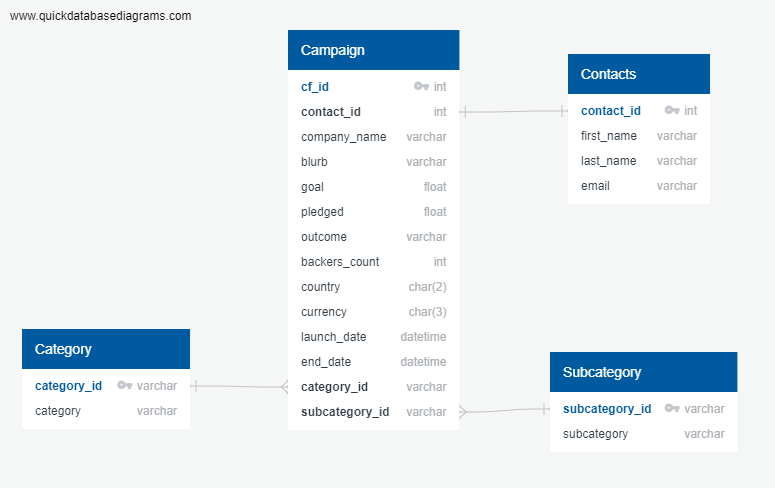 www.quickdatabasediagrams.com
Campaign
cf_id int
contact_id int
company_name varchar
blurb varchar
goal float
pledged float
outcome varchar
backers_count int
country char(2)
currency char(3)
launch_date datetime
end_date datetime
category_id varchar
subcategory_id varchar
Contacts
contact_id int
first_name varchar
last_name varchar
email varchar
Category
category_id varchar
category varchar
Subcategory
subcategory_id varchar
subcategory varchar